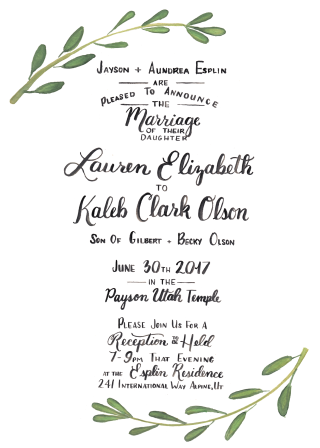 Jayson + Aundrea Esplin
are
Pleased to Announce
the
Marriage
of their
Daughter
Lauren Elizabeth
to
Kaleb Clark Olson
Son of Gilbert + Becky Olson
June 30th 2017
in the
Payson Utah Temple
Please Join Us For a
Reception to be Held
7-9pm that Evening
at the Esplin Residence
241 International Way Alpine, Ut